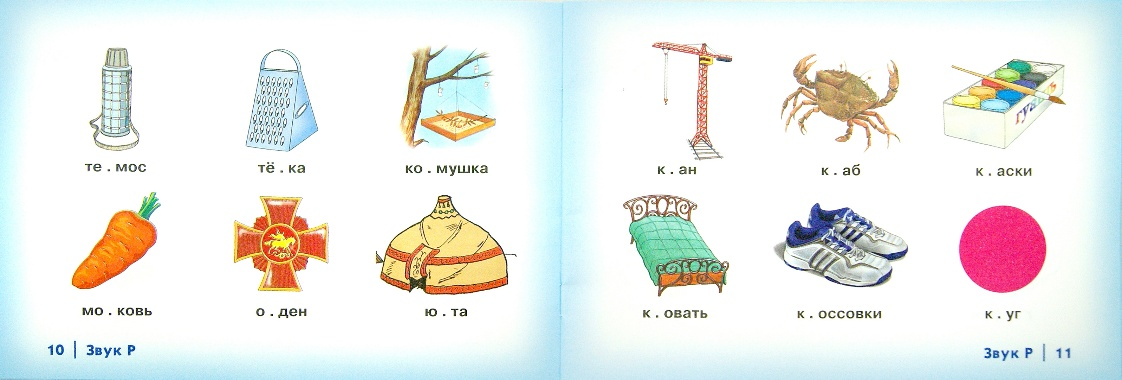 те . мос тё . ка ко . мушка
мо . ковь о . ден ю . та
10 | Звук Р
к . ан к . аб к . аски
к . овать к . оссовки к . уг
Звук Р | 11